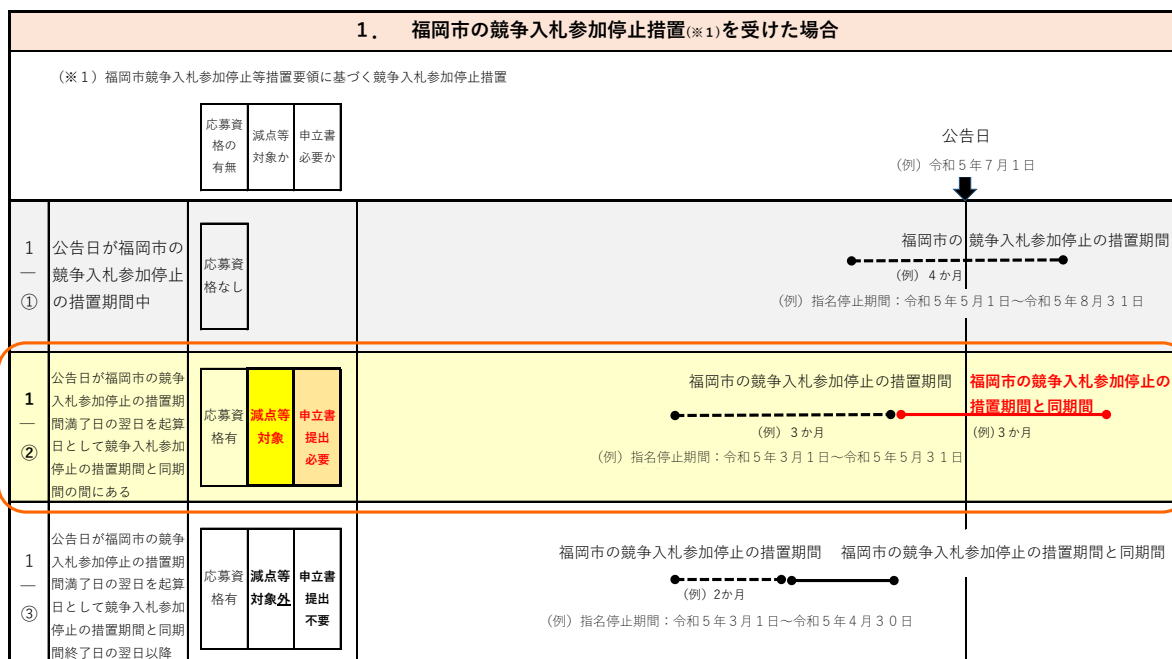 1． 福岡市の競争入札参加停止措置(※1)を受けた場合
（※１）福岡市競争入札参加停止等措置要領に基づく競争入札参加停止措置
応募資
格の
有無
減点等
対象か
申立書
必要か
公告日
（例）令和５年７月１日
1
―
①
公告日が福岡市の
競争入札参加停止
の措置期間中
応募資
格なし
福岡市の 競争入札参加停止の措置期間
（例）４か月
（例）指名停止期間：令和５年５月１日～令和５年８月３１日
1
―
②
公告日が福岡市の競争
入札参加停止の措置期
間満了日の翌日を起算
日として競争入札参加
停止の措置期間と同期
間の間にある
応募資
格有
減点等
対象
申立書
提出
必要
福岡市の競争入札参加停止の措置期間
福岡市の競争入札参加停止の
措置期間と同期間
（例）３か月
(例)３か月
（例）指名停止期間：令和５年３月１日～令和５年５月３１日
1
―
③
公告日が福岡市の競争
入札参加停止の措置期
間満了日の翌日を起算
日として競争入札参加
停止の措置期間と同期
間終了日の翌日以降
応募資
格有
減点等
対象外
申立書
提出
不要
福岡市の競争入札参加停止の措置期間
福岡市の競争入札参加停止の措置期間と同期間
（例）2か月
（例）指名停止期間：令和５年３月１日～令和５年４月３０日